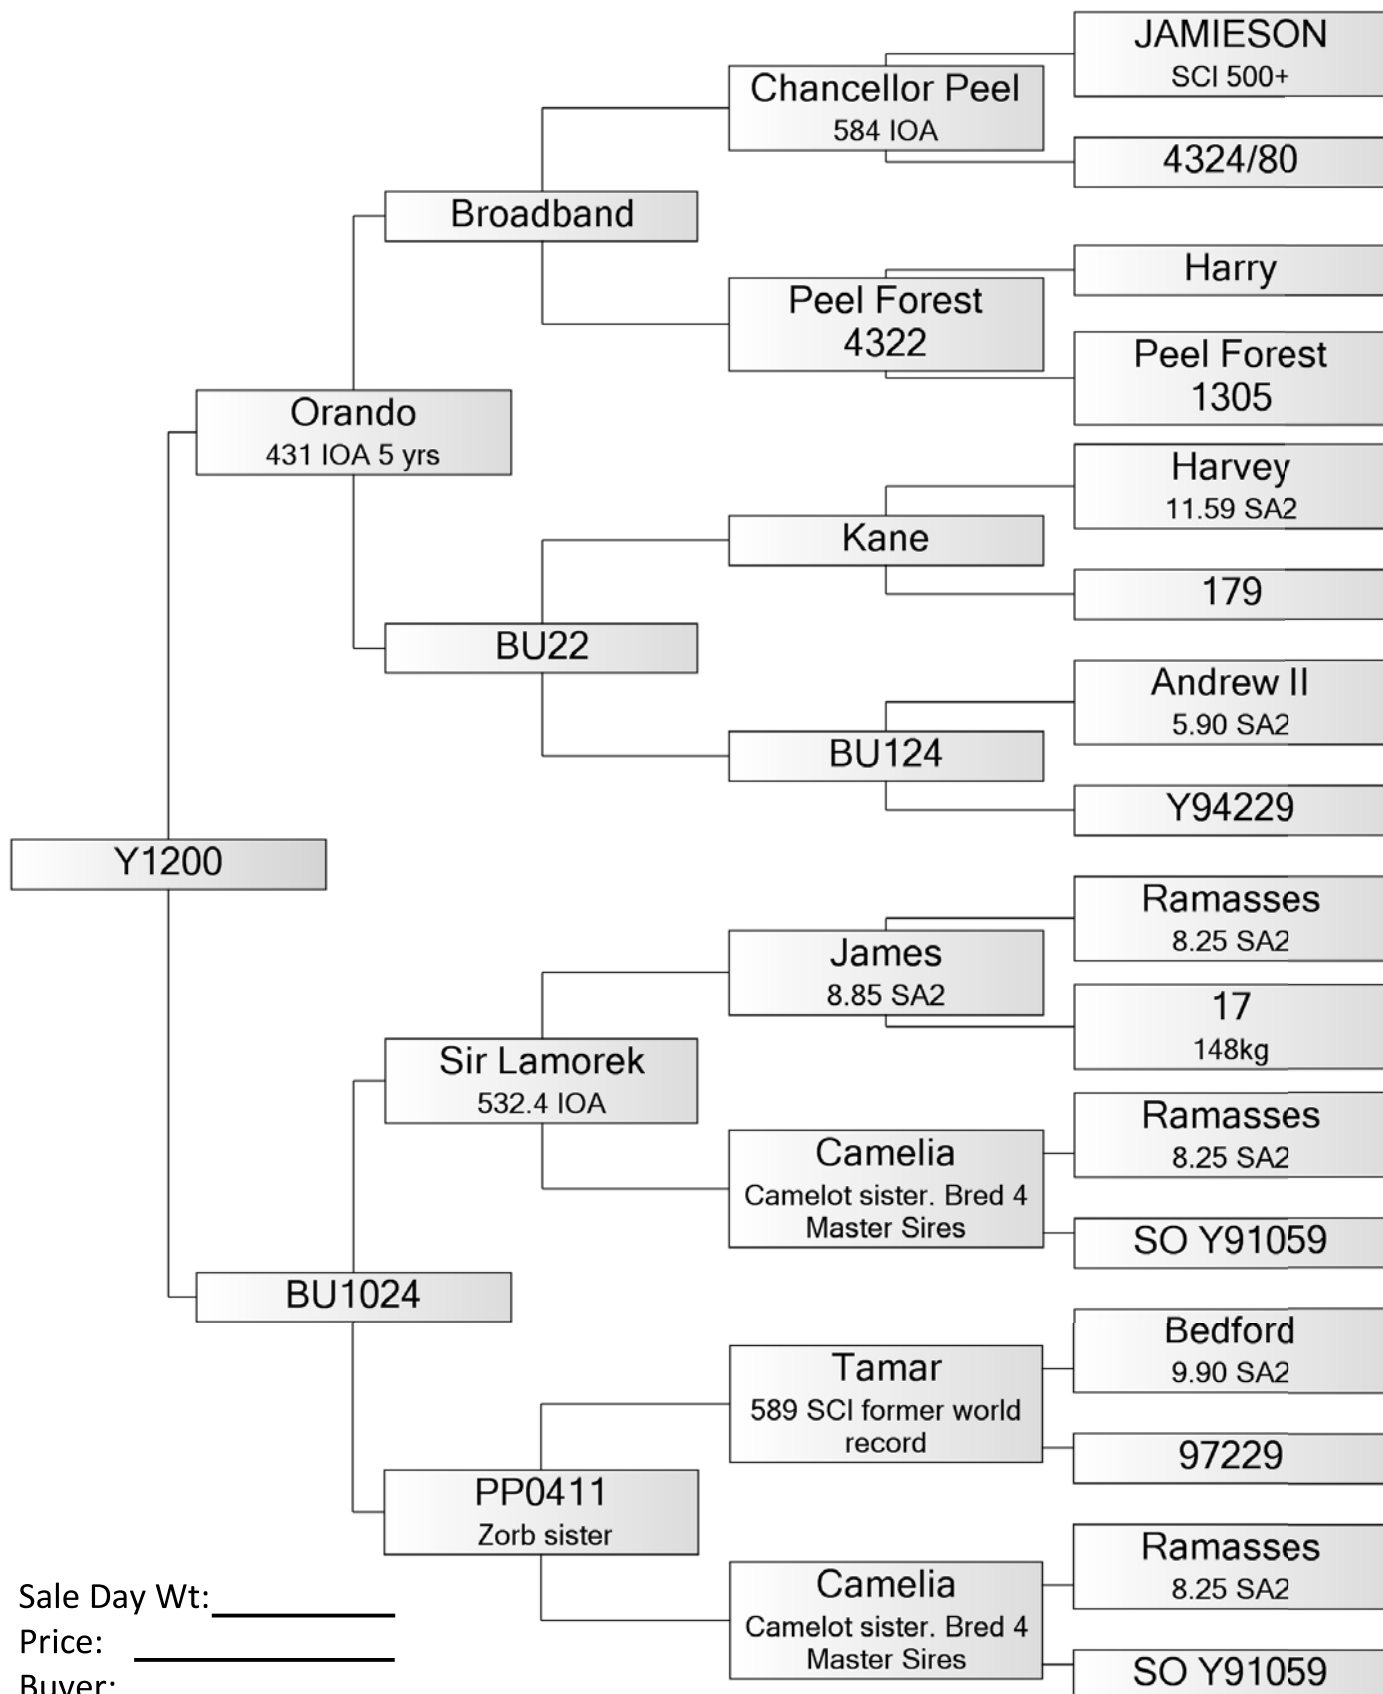 JAMIESON
SCI 500+
Chancellor Peel
584 IOA
4324/80
Broadband
Harry
Peel Forest
4322
Peel Forest
1305
Orando
431 IOA 5 yrs
Harvey
11.59 SA2
Kane
179
BU22
Andrew II
5.90 SA2
BU124
Y94229
Y1200
Ramasses
8.25 SA2
James
8.85 SA2
17
148kg
Sir Lamorek
532.4 IOA
Ramasses
8.25 SA2
Camelia
Camelot sister. Bred 4
Master Sires
SO Y91059
BU1024
Bedford
9.90 SA2
Tamar
589 SCI former world
record
97229
PP0411
Zorb sister
Ramasses
8.25 SA2
Camelia
Camelot sister. Bred 4
Master Sires
SO Y91059
Sale Day Wt:
Price:
Buyer: